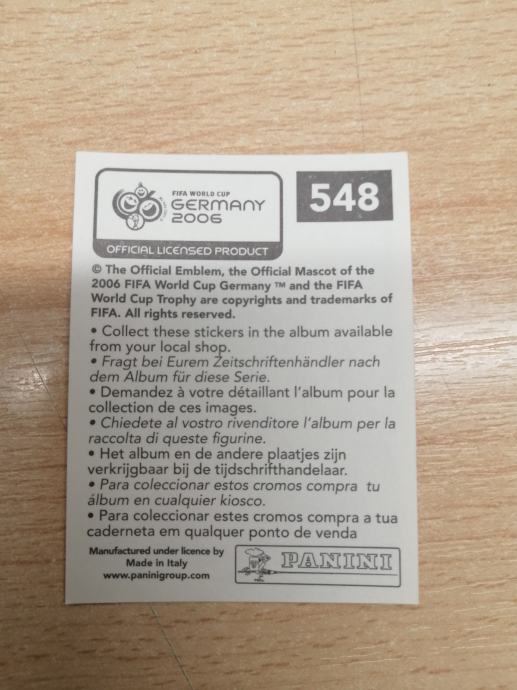 FIFA WORLD CUP
GERMANY
2006
OFFICIAL LICENSED PRODUCT
548
© The Official Emblem, the Official Mascot of the
2006 FIFA World Cup Germany ™ and the FIFA
World Cup Trophy are copyrights and trademarks of
FIFA. All rights reserved.
• Collect these stickers in the album available
from your local shop.
• Fragt bei Eurem Zeitschriftenhändler nach
dem Album für diese Serie.
• Demandez à votre détaillant l'album pour la
collection de ces images.
• Chiedete al vostro rivenditore l'album per la
raccolta di queste figurine.
• Het album en de andere plaatjes zijn
verkrijgbaar bij de tijdschrifthandelaar.
• Para coleccionar estos cromos compra tu
álbum en cualquier kiosco.
• Para coleccionar estes cromos compra a tua
caderneta em qualquer ponto de venda
Manufactured under licence by
Made in Italy
www.paninigroup.com
PANINI